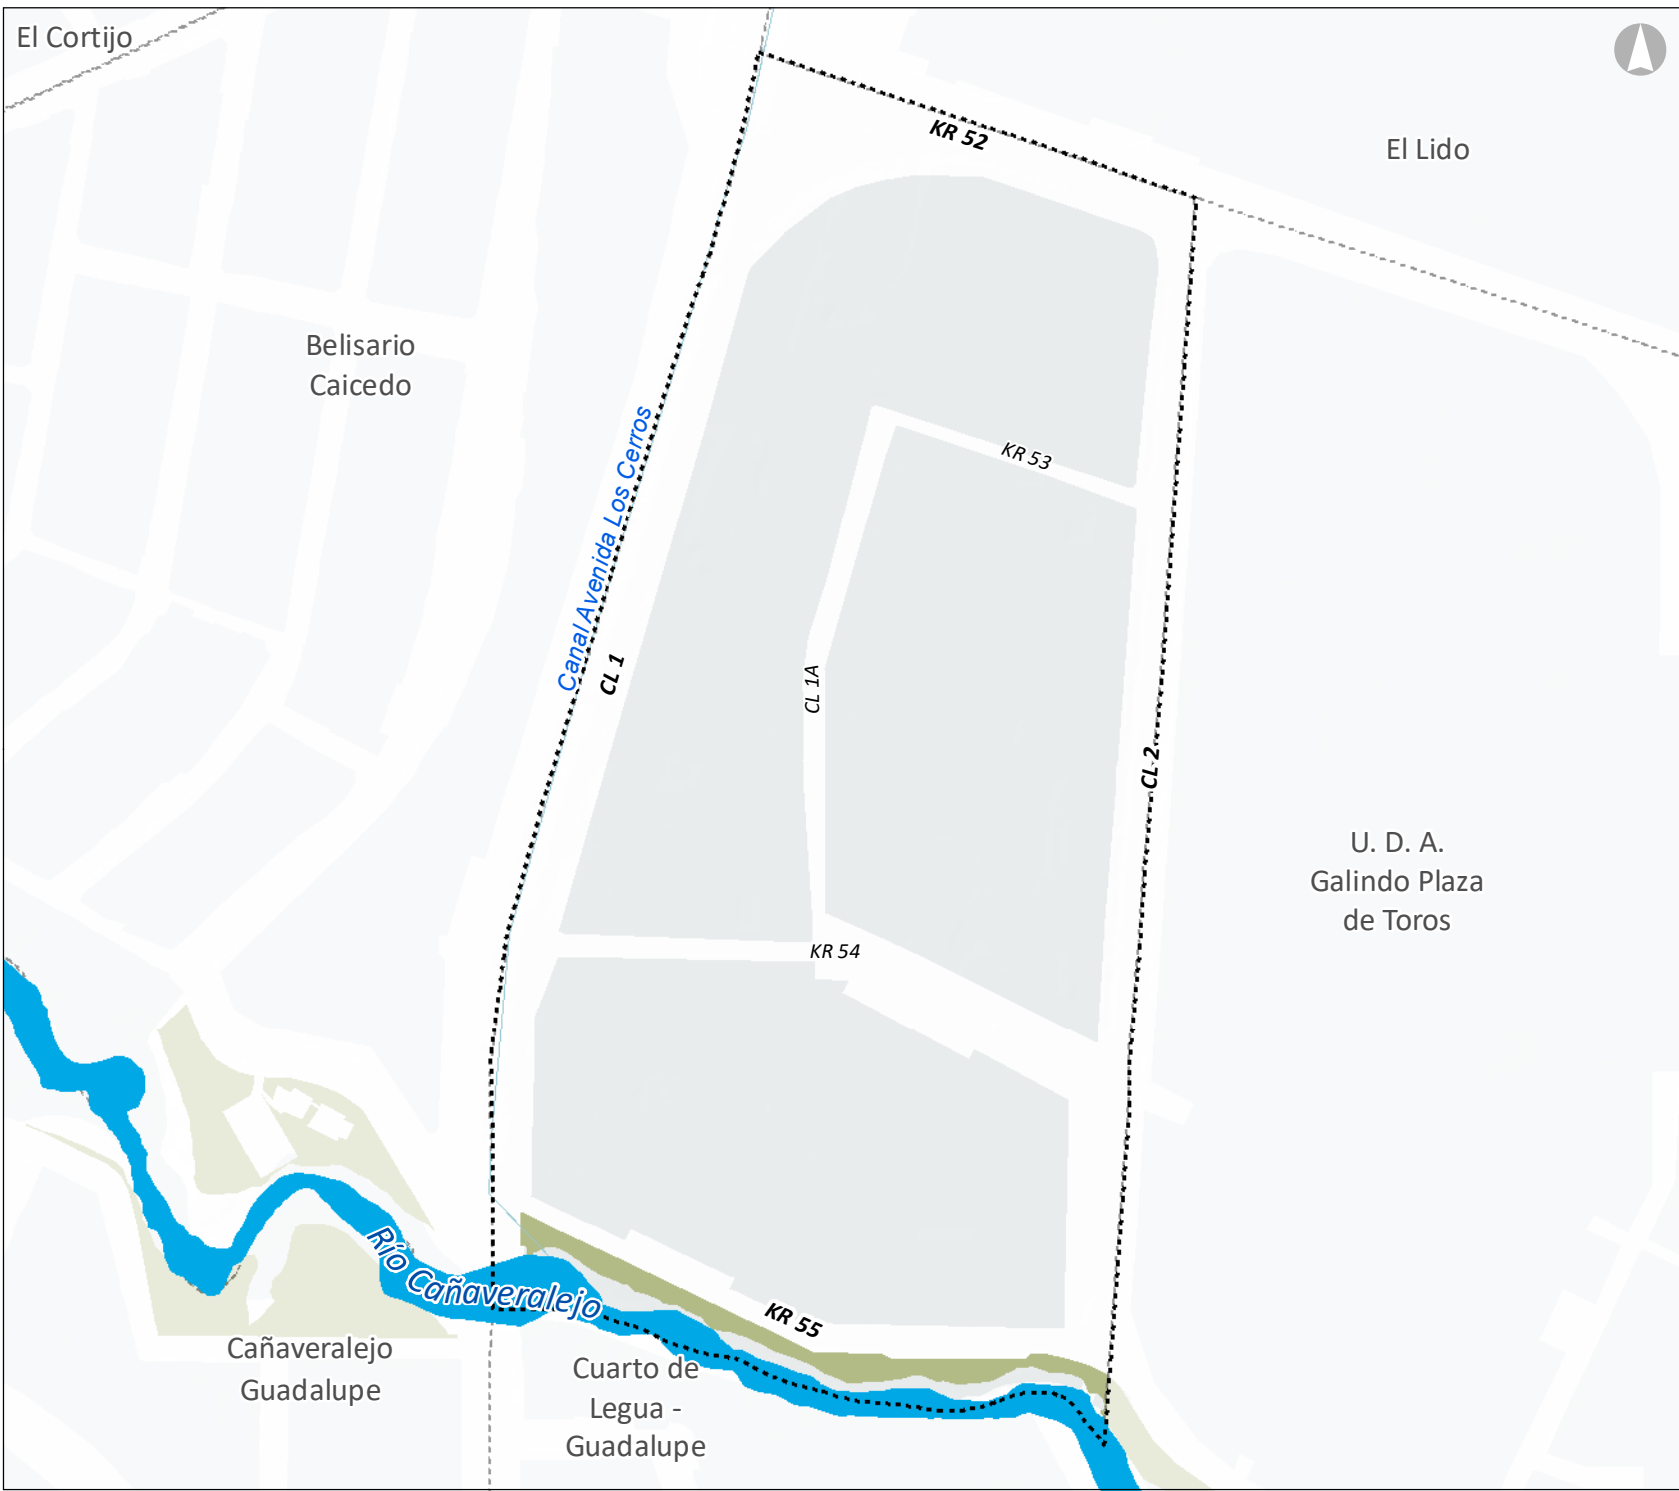 El Cortijo
KR 52
El Lido
Belisario
Caicedo
Canal Avenida Los Cerros
KR 53
CL 1
CL 1A
CL 2
U. D. A.
Galindo Plaza
de Toros
KR 54
Río Cañaveralejo
KR 55
Cañaveralejo
Guadalupe
Cuarto de
Legua -
Guadalupe